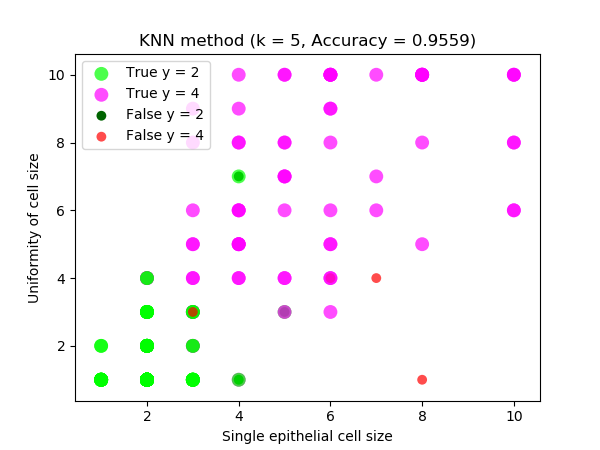 KNN method (k = 5, Accuracy = 0.9559)
True y = 2
True y = 4
False y = 2
False y = 4
10
8
6
4
2
Uniformity of cell size
2 4 6 8 10
Single epithelial cell size